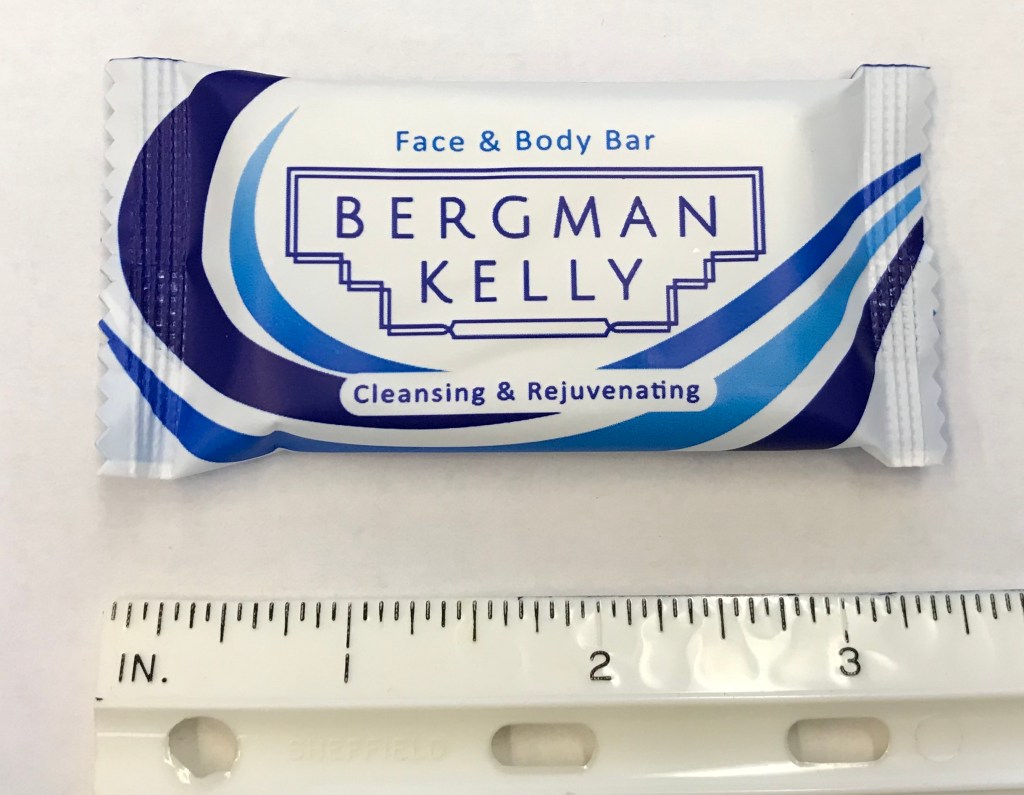 Face & Body Bar
BERGMAN
KELLY
Cleansing & Rejuvenating
IN. 1 2 3
SHEFFIELD